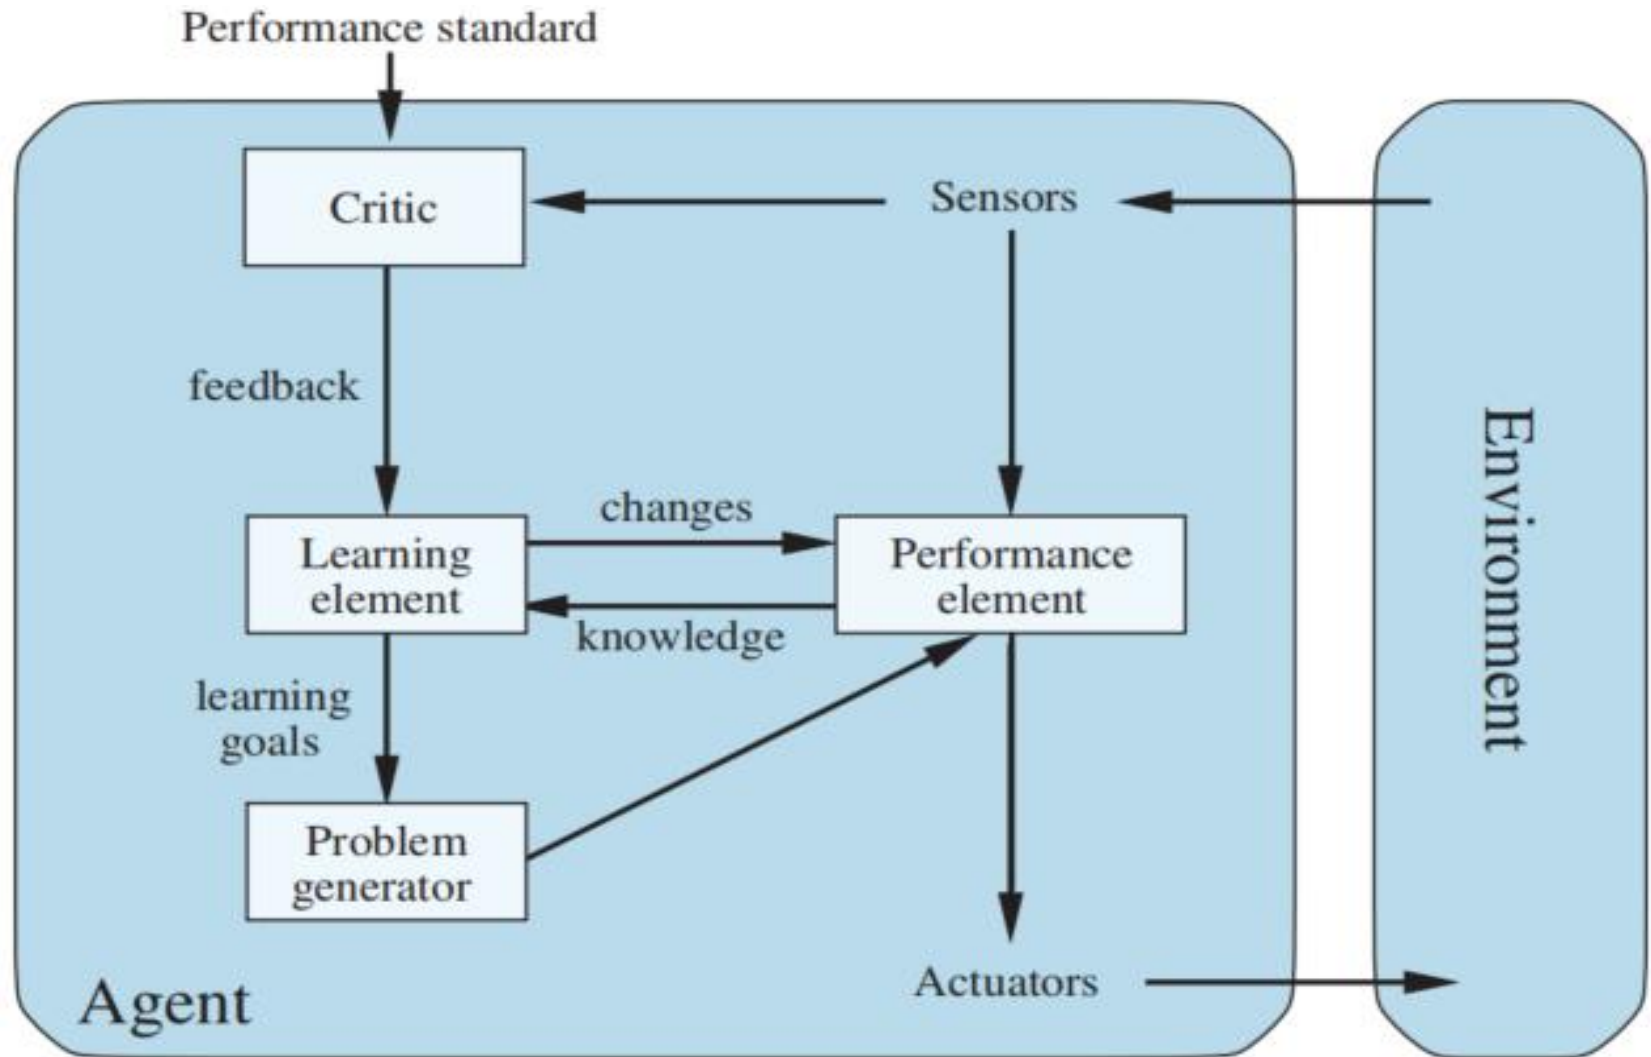 Performance standard
Critic
Sensors
feedback
changes
Learning
element
Performance
element
knowledge
learning
goals
Problem
generator
Agent
Actuators
Environment